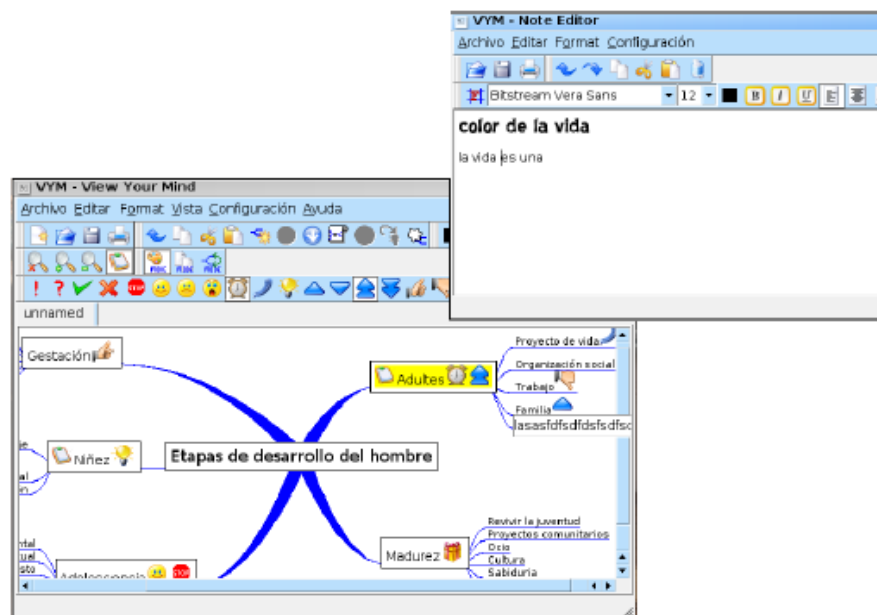 VYM - Note Editor
Archivo Editar Format Configuración
Bitstream Vera Sans 12 B I U E
color de la vida
la vida es una
VYM - View Your Mind
Archivo Editar Format Vista Configuración Ayuda
unnamed
Gestación
Niñez
Etapas de desarrollo del hombre
Adolescencia
Adultes
Proyecto de vida
Organización social
Trabajo
Familia
lasasfdfsdfdsfsdfsc
Madurez
Revivir la juventud
Proyectos comunitarios
Ocio
Cultura
Sabiduria